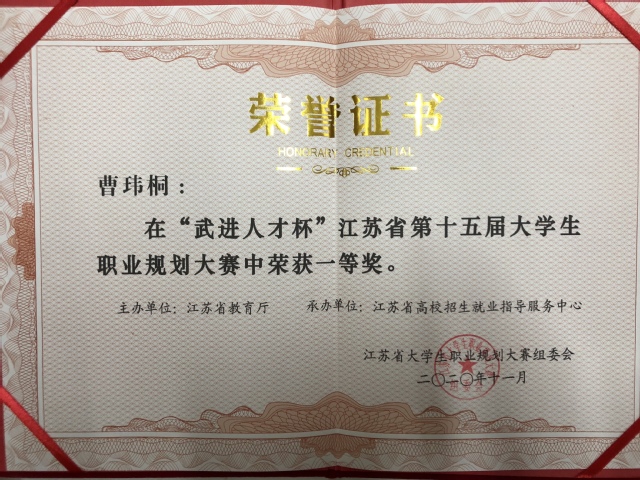 荣誉证书
HONORARY CREDENTIAL
曹玮桐：
在“武进人才杯”江苏省第十五届大学生
职业规划大赛中荣获一等奖。
主办单位：江苏省教育厅 承办单位：江苏省高校招生就业指导服务中心
江苏省大学生职业规划大赛组委会
二〇二〇年十一月